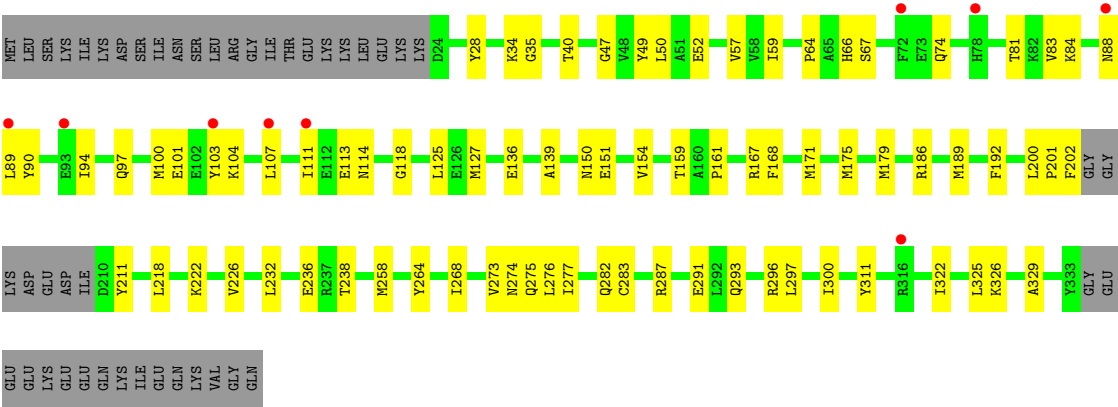 MET LEU SER LYS ILE LYS ASP SER ILE ASN SER LEU ARG GLY ILE THR GLU LYS LYS LEU GLU LYS LYS D24 Y28 K34 G35 T40 G47 V48 Y49 L50 A51 E52 V57 V58 I59 P64 A65 H66 S67 F72 E73 Q74 H78 T81 K82 V83 K84 N88
L89 Y90 E93 I94 Q97 M100 E101 E102 Y103 K104 L107 I111 E112 E113 N114 G118 L125 E126 M127 E136 A139 N150 E151 V154 T159 A160 P161 R167 F168 M171 M175 M179 R186 M189 F192 L200 P201 F202 GLY GLY
LYS ASP GLU ASP ILE D210 Y211 L218 K222 V226 L232 E236 R237 T238 M258 Y264 I268 V273 N274 Q275 L276 I277 Q282 C283 R287 E291 L292 Q293 R296 L297 I300 Y311 R316 I322 L325 K326 A329 Y333 GLY GLU
GLU GLU LYS GLU GLU GLN LYS ILE GLU GLN LYS VAL GLY GLN